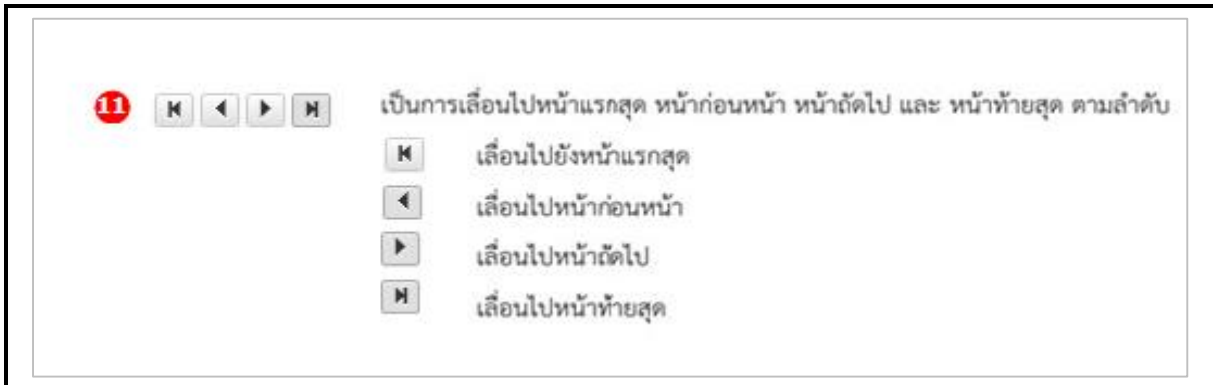 11 เป็นการเลื่อนไปหน้าแรกสุด หน้าก่อนหน้า หน้าถัดไป และ หน้าท้ายสุด ตามลำดับ
เลื่อนไปยังหน้าแรกสุด
เลื่อนไปหน้าก่อนหน้า
เลื่อนไปหน้าถัดไป
เลื่อนไปหน้าท้ายสุด